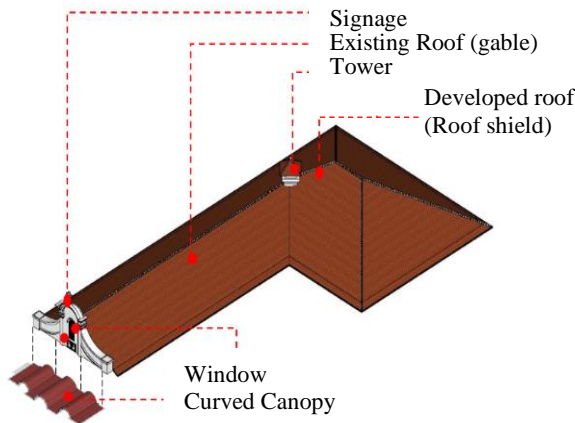 Signage
Existing Roof (gable)
Tower
Developed roof
(Roof shield)
Window
Curved Canopy